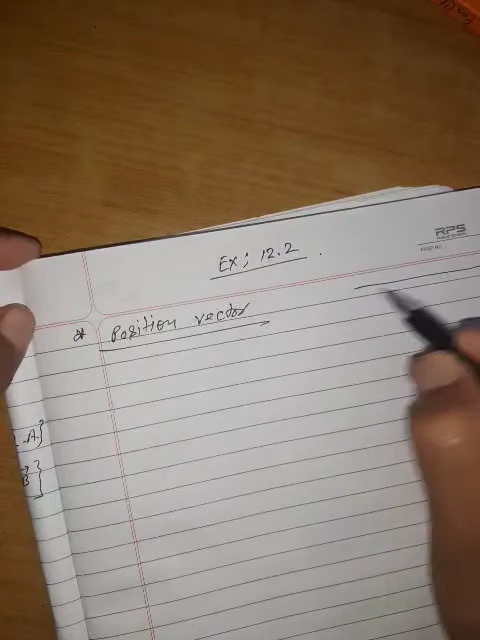 RPS
Ex; 12.2 .
* Position vector